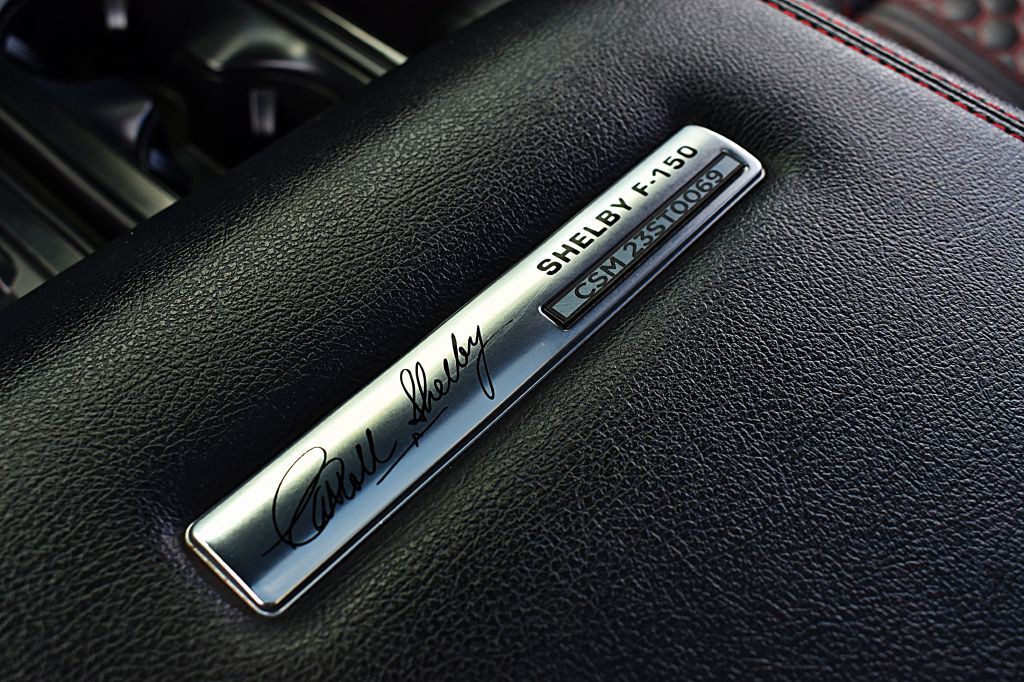 Carroll Shelby
SHELBY F-150
CSM 23ST0069